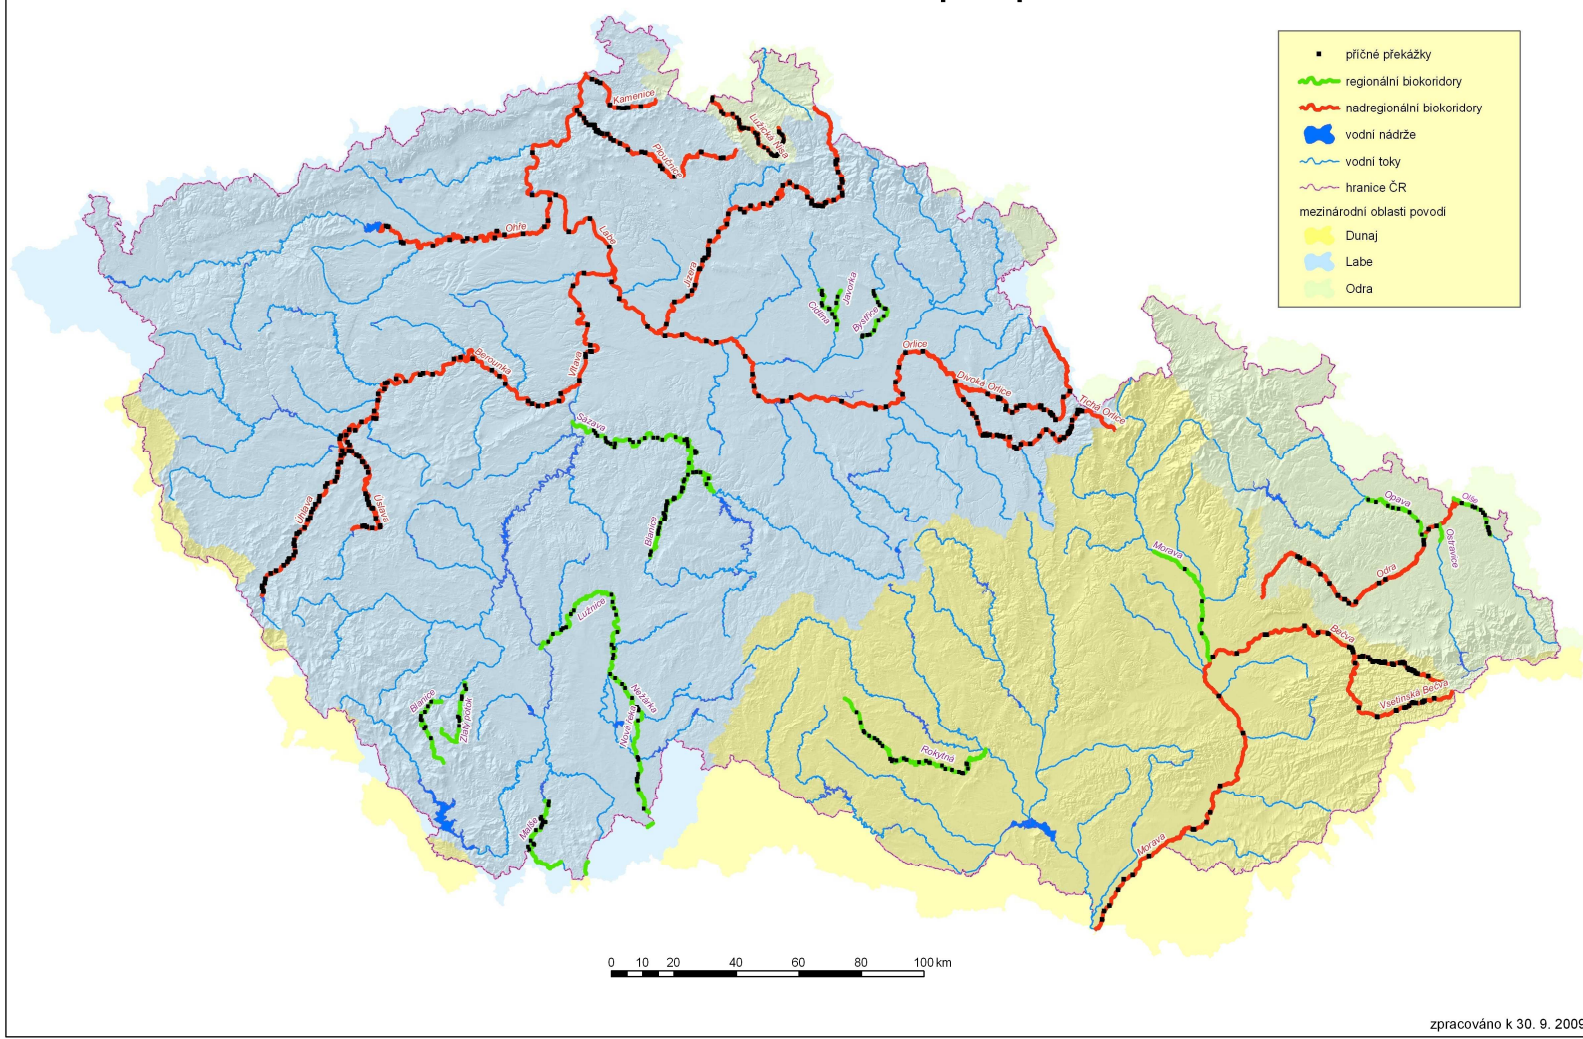 příčné překážky
regionální biokoridory
nadregionální biokoridory
vodní nádrže
vodní toky
hranice ČR
mezinárodní oblasti povodí
Dunaj
Labe
Odra
Kamenice
Ploučnice
Lužická Nisa
Ohře
Labe
Jizera
Cidlina
Javorka
Bystřice
Orlice
Divoká Orlice
Tichá Orlice
Berounka
Vltava
Sázava
Úhlava
Úslava
Blanice
Opava
Olše
Ostravice
Odra
Morava
Bečva
Vsetínská Bečva
Lužnice
Nežárka
Nová řeka
Blanice
Zlatý potok
Rokytná
Malše
Morava
0 10 20 40 60 80 100 km
zpracováno k 30. 9. 2009